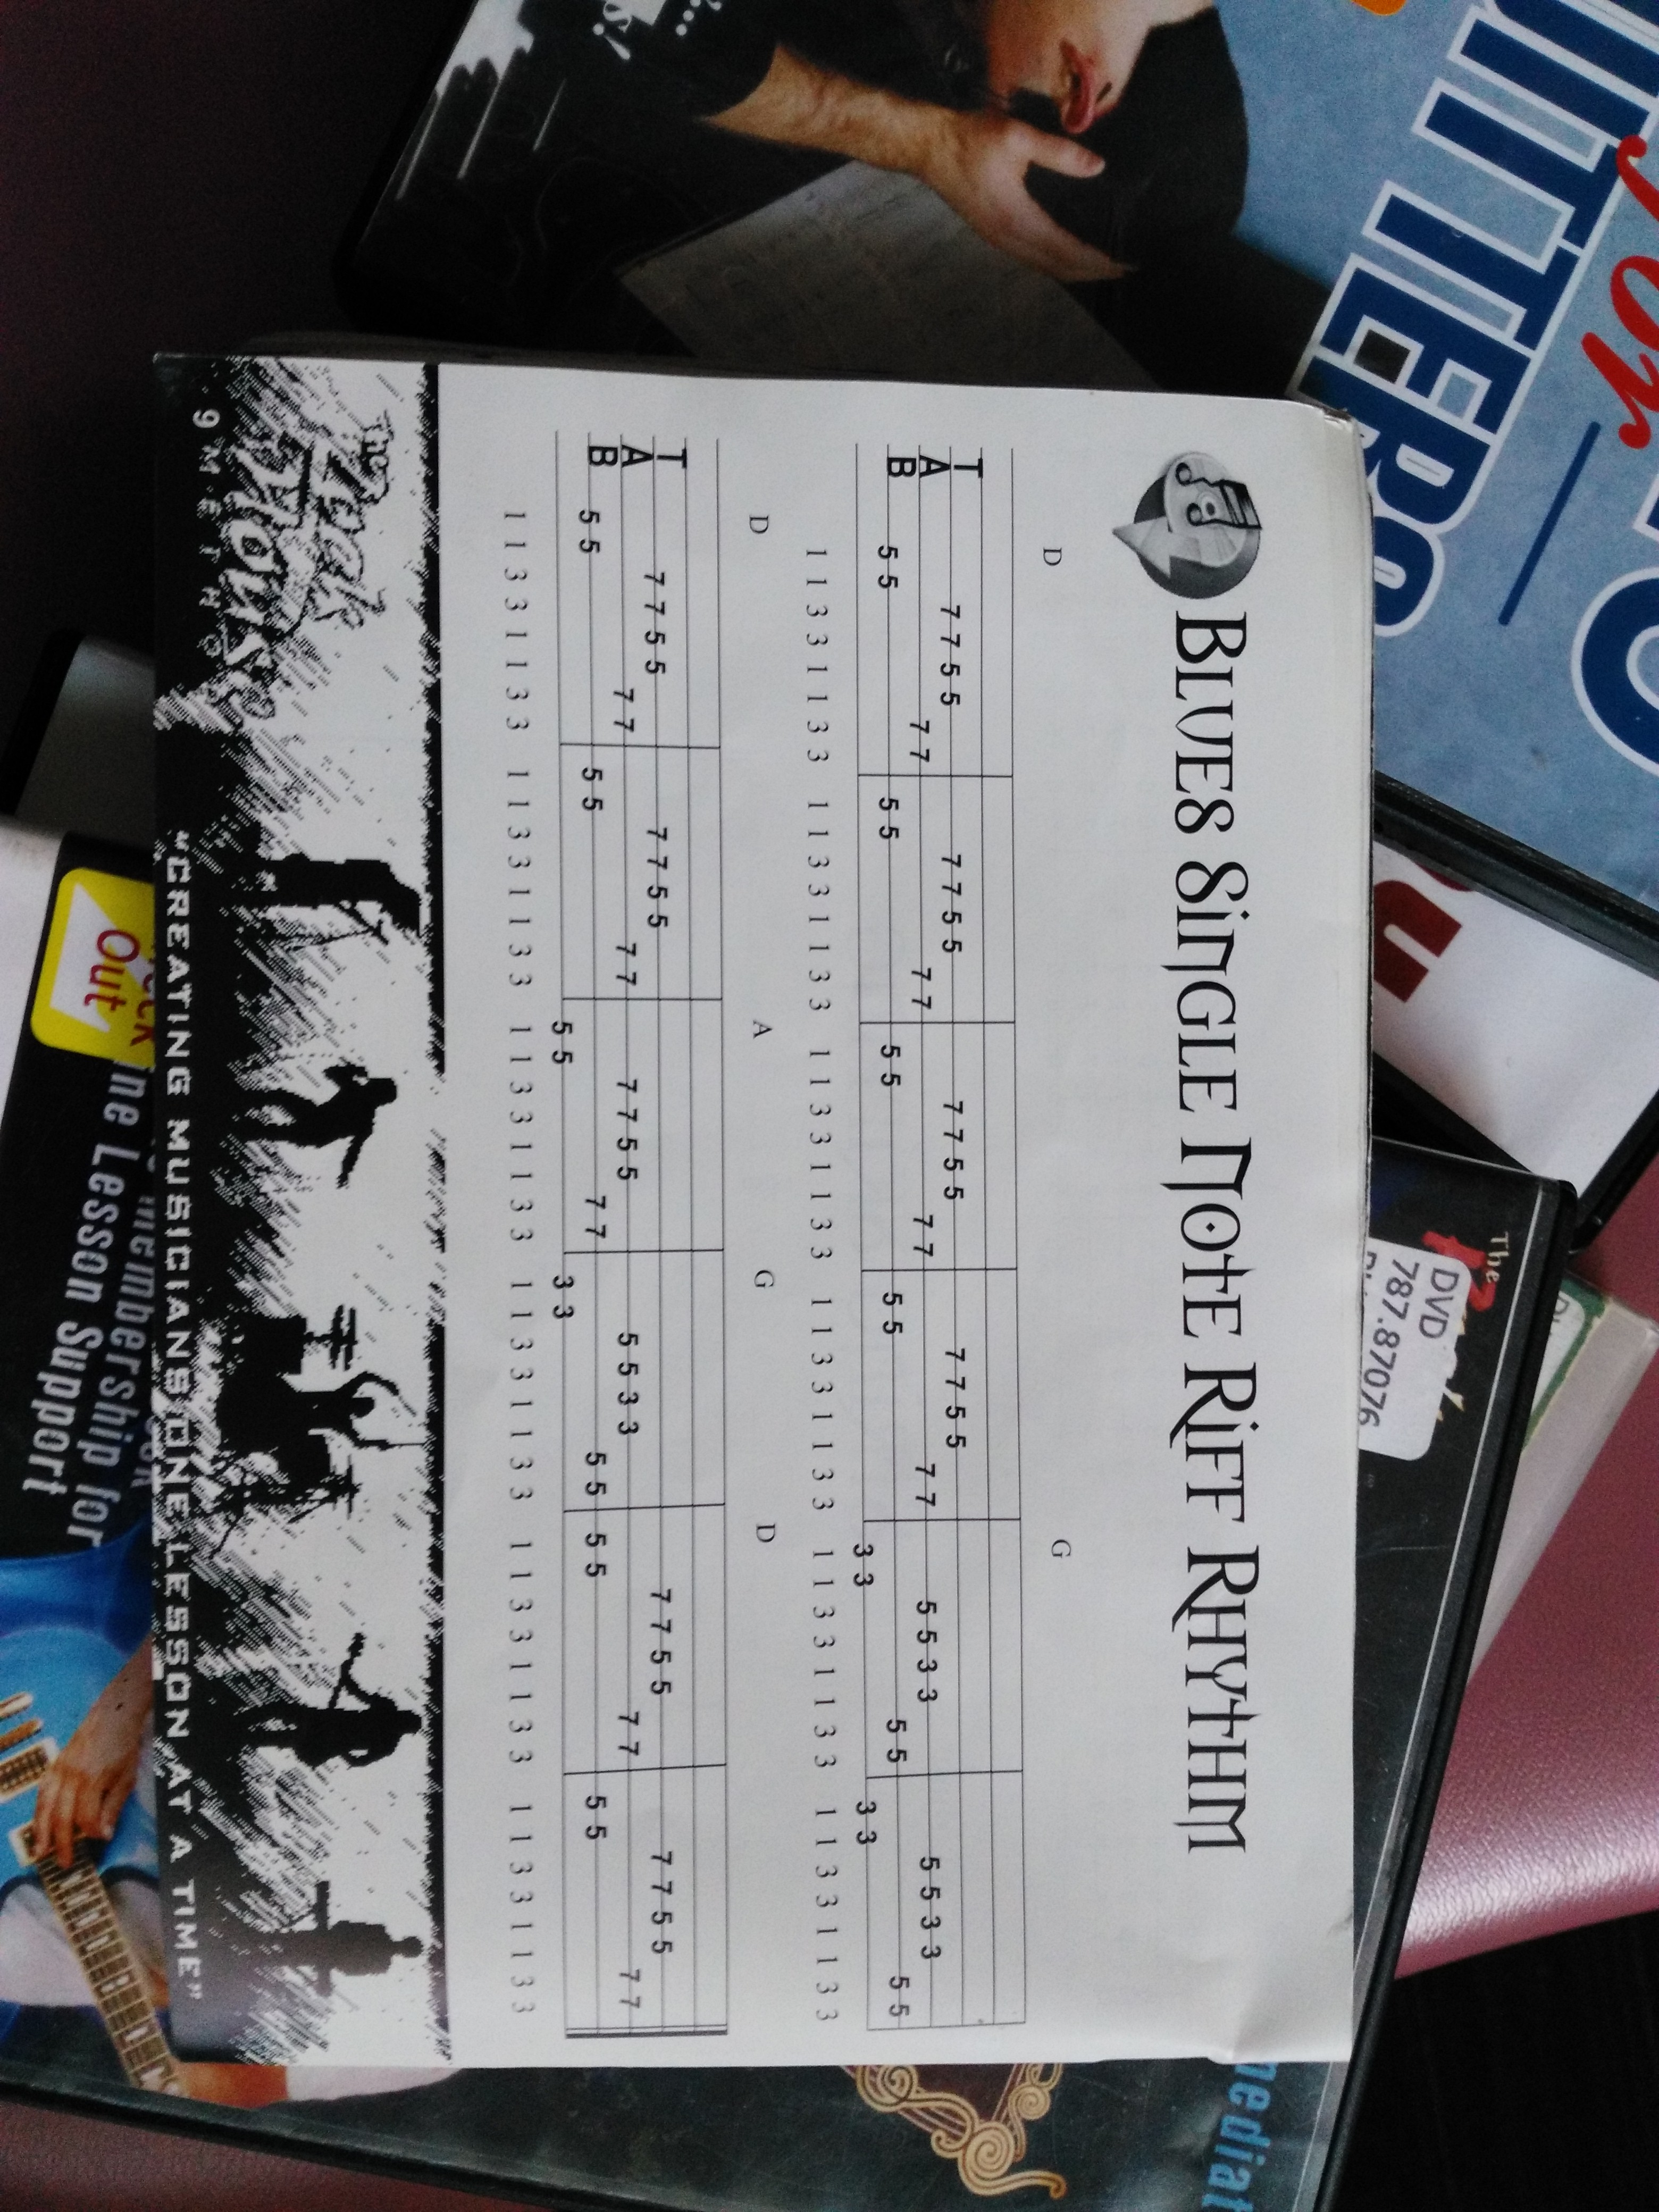 BLUES SINGLE NOTE RIFF RHYTHM
D G
T
A
B
7 7 5 5 7 7 5 5 7 7 5 5 7 7 5 5
7 7 7 7 7 7 7 7 5 5 3 3 5 5 3 3
5 5 5 5 5 5 5 5 5 5 5 5
3 3 3 3
1 1 3 3 1 1 3 3 1 1 3 3 1 1 3 3 1 1 3 3 1 1 3 3 1 1 3 3 1 1 3 3 1 1 3 3 1 1 3 3 1 1 3 3 1 1 3 3
D A G D
T
A
B
7 7 5 5 7 7 5 5 7 7 5 5 7 7 5 5
7 7 7 7 7 7 5 5 5 5 3 3 7 7 7 7
5 5 5 5 7 7 5 5 5 5 5 5
5 5 3 3
1 1 3 3 1 1 3 3 1 1 3 3 1 1 3 3 1 1 3 3 1 1 3 3 1 1 3 3 1 1 3 3 1 1 3 3 1 1 3 3 1 1 3 3 1 1 3 3
The Rock House
9 METHOD
"CREATING MUSICIANS ONE LESSON AT A TIME"
The
DVD
787.87076
Out
membership for
Lesson Support